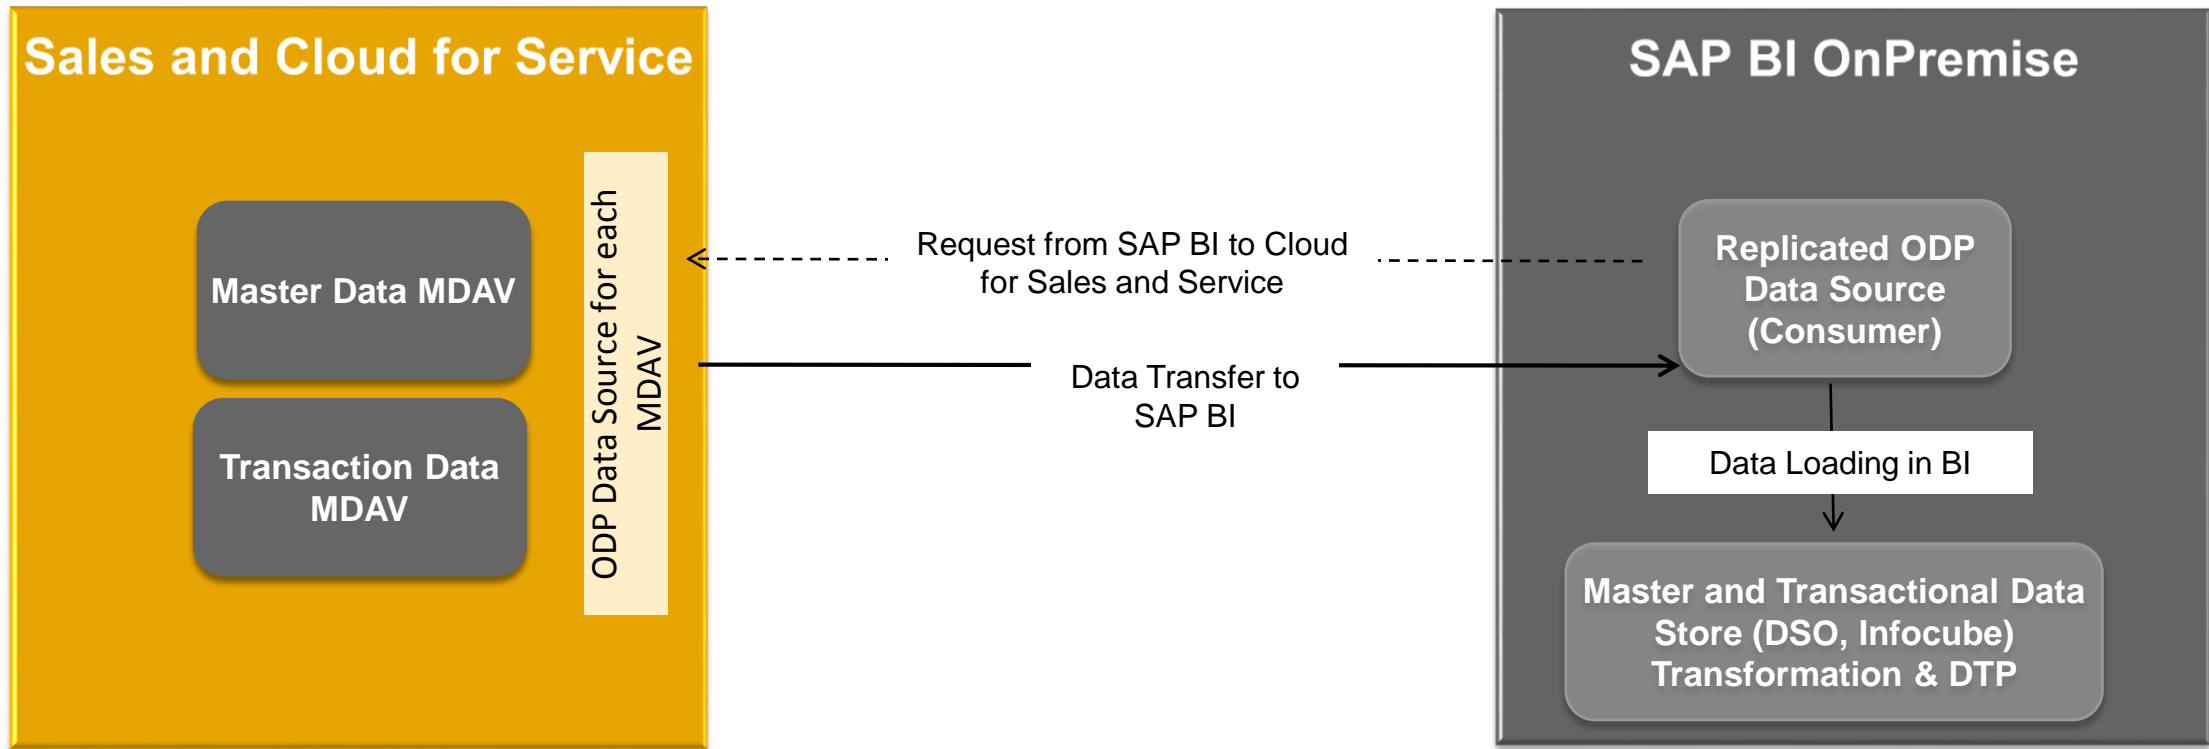 Sales and Cloud for Service
Master Data MDAV
Transaction Data
MDAV
ODP Data Source for each
MDAV
Request from SAP BI to Cloud
for Sales and Service
Data Transfer to
SAP BI
SAP BI OnPremise
Replicated ODP
Data Source
(Consumer)
Data Loading in BI
Master and Transactional Data
Store (DSO, Infocube)
Transformation & DTP